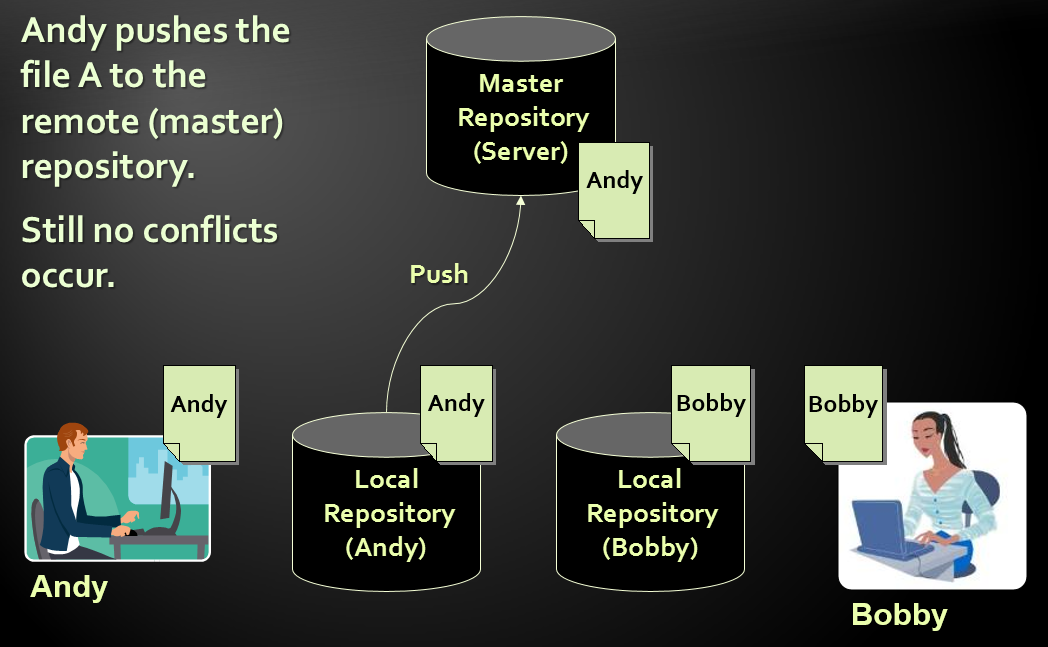 Andy pushes the
file A to the
remote (master)
repository.
Still no conflicts
occur.
Master
Repository
(Server)
Andy
Push
Andy
Andy
Bobby
Bobby
Local
Repository
(Andy)
Local
Repository
(Bobby)
Andy
Bobby